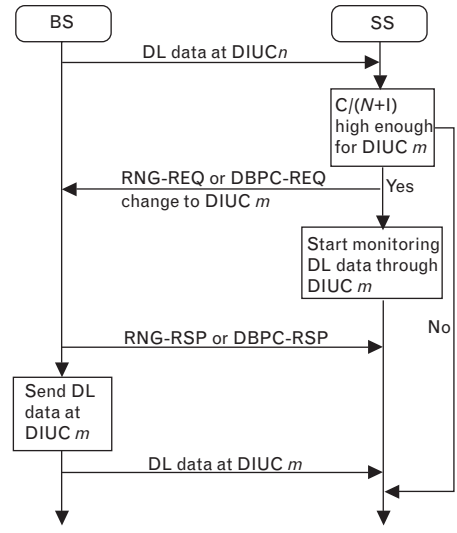 BS
SS
DL data at DIUCn
C/(N+I)
high enough
for DIUC m
RNG-REQ or DBPC-REQ
change to DIUC m
Yes
Start monitoring
DL data through
DIUC m
No
RNG-RSP or DBPC-RSP
Send DL
data at
DIUC m
DL data at DIUC m